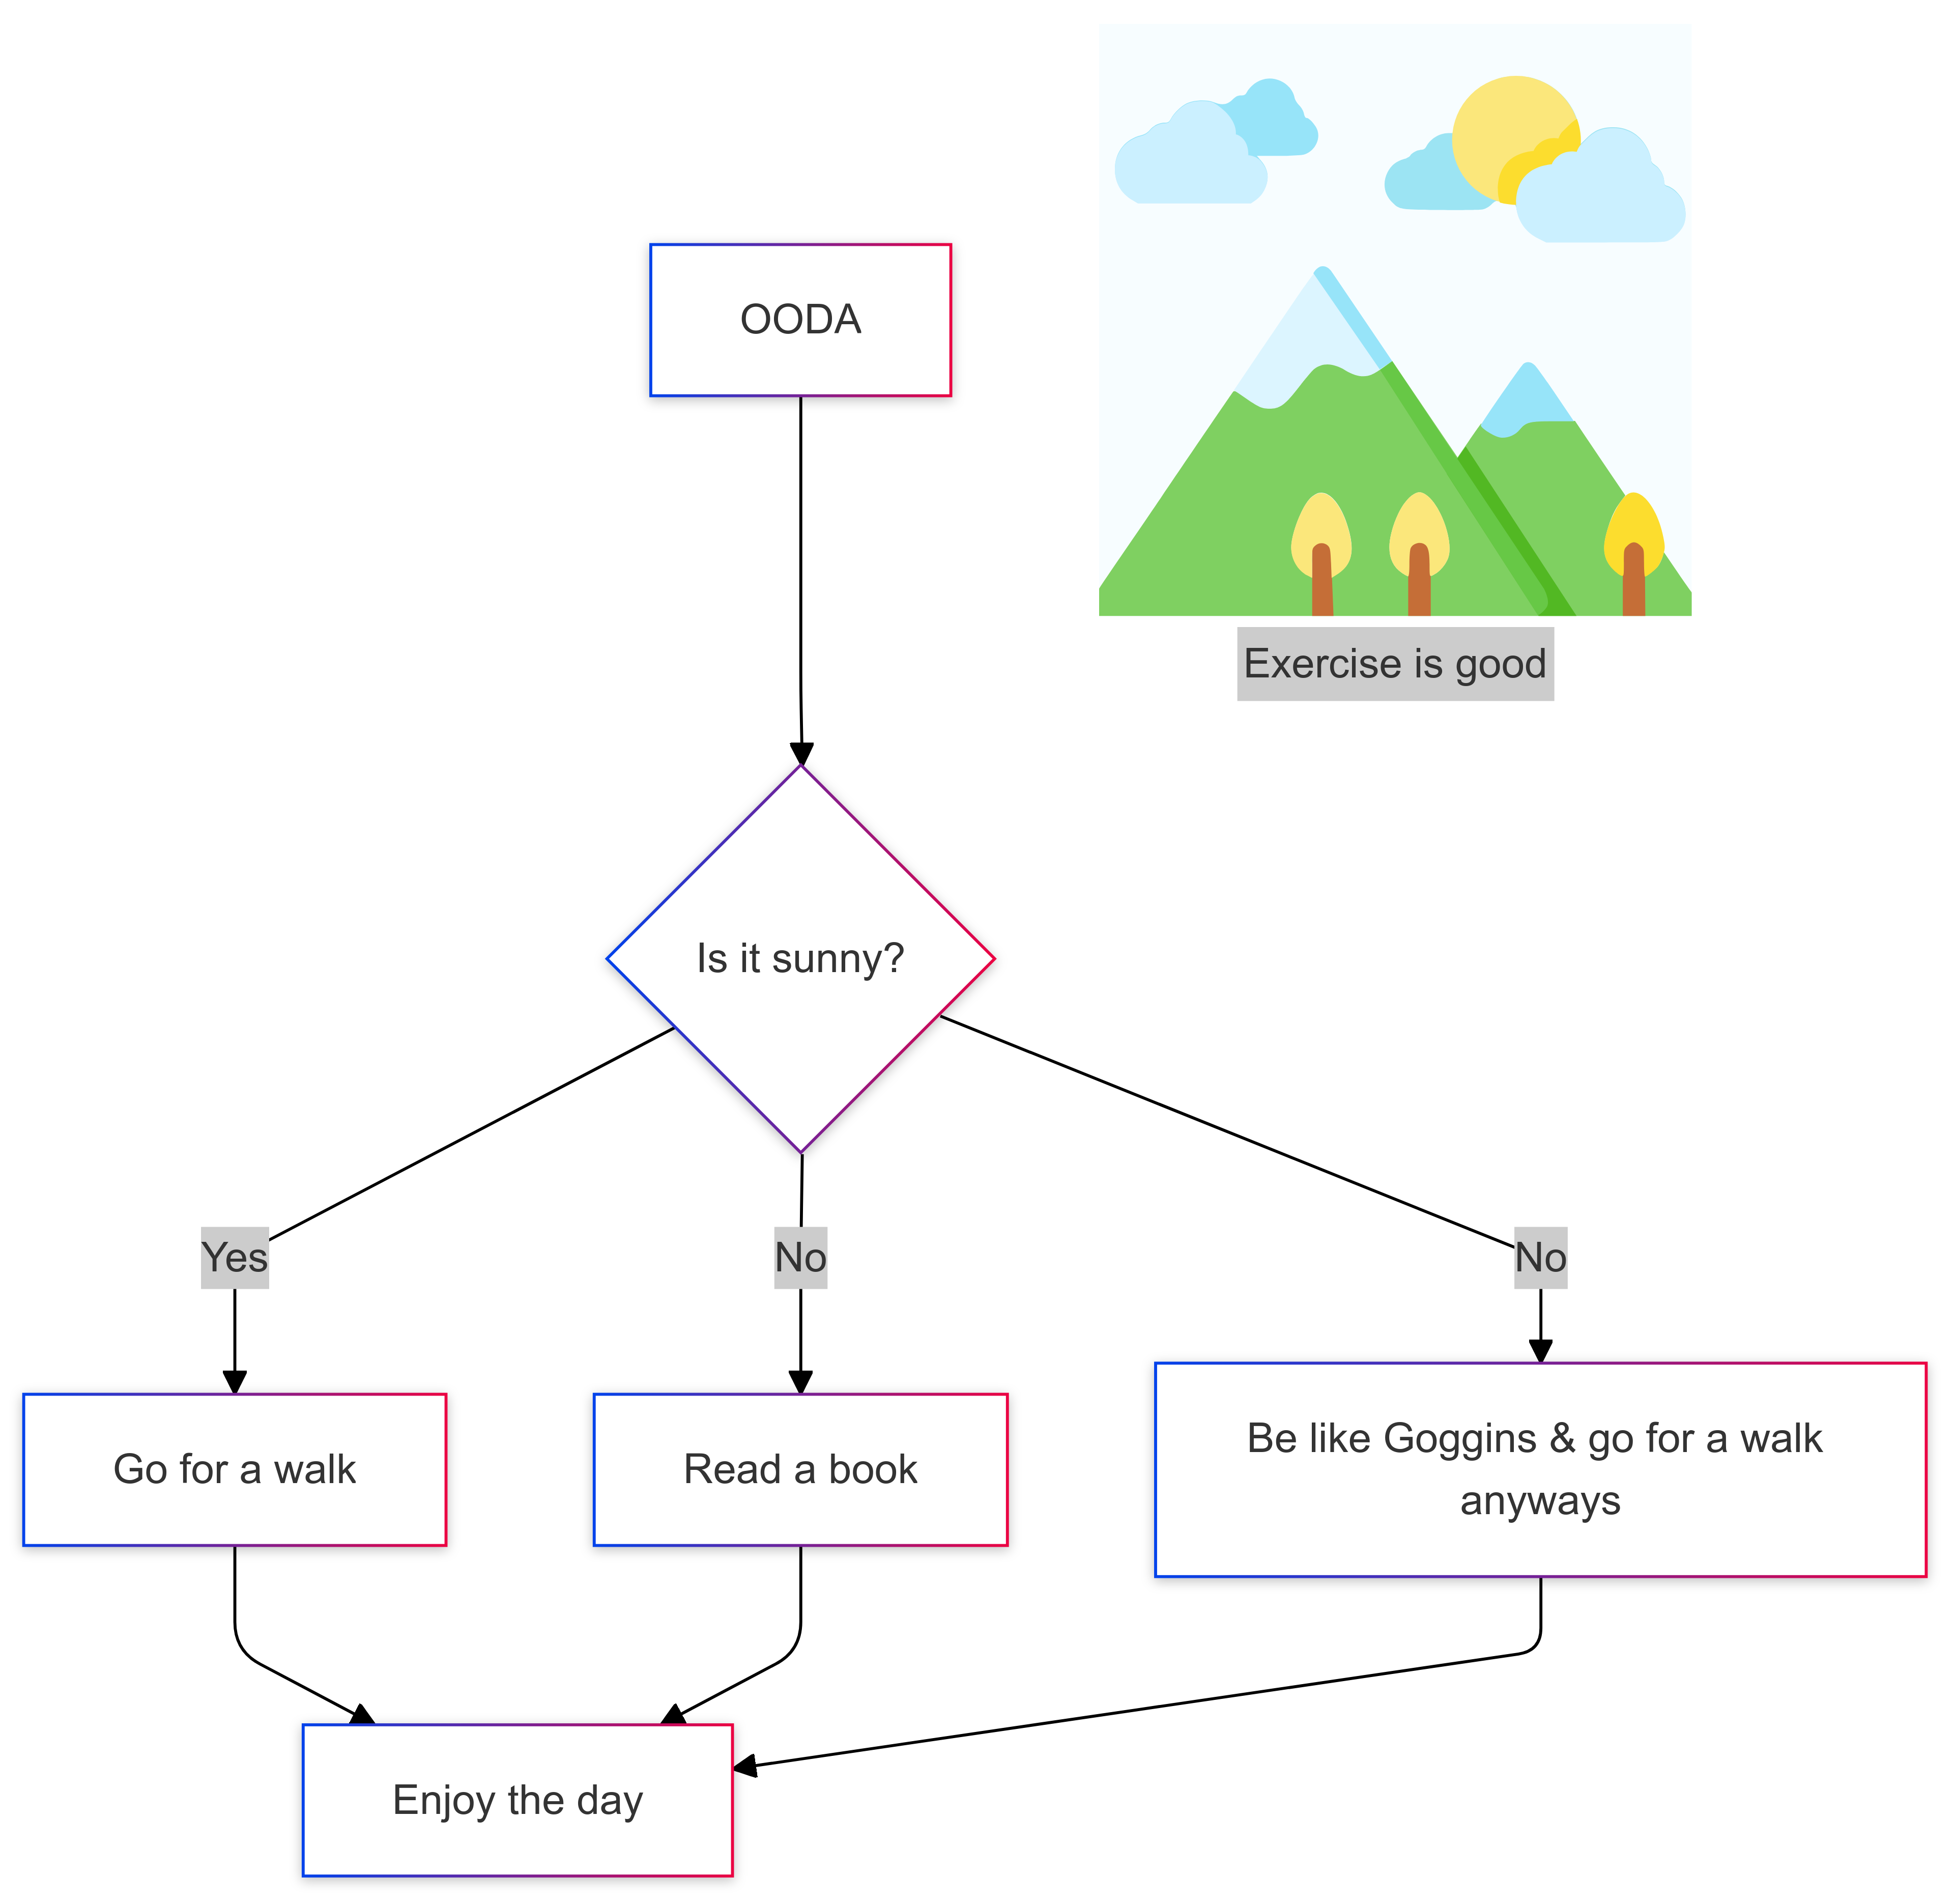 OODA
Exercise is good
Is it sunny?
Yes
No
No
Go for a walk
Read a book
Be like Goggins & go for a walk
anyways
Enjoy the day